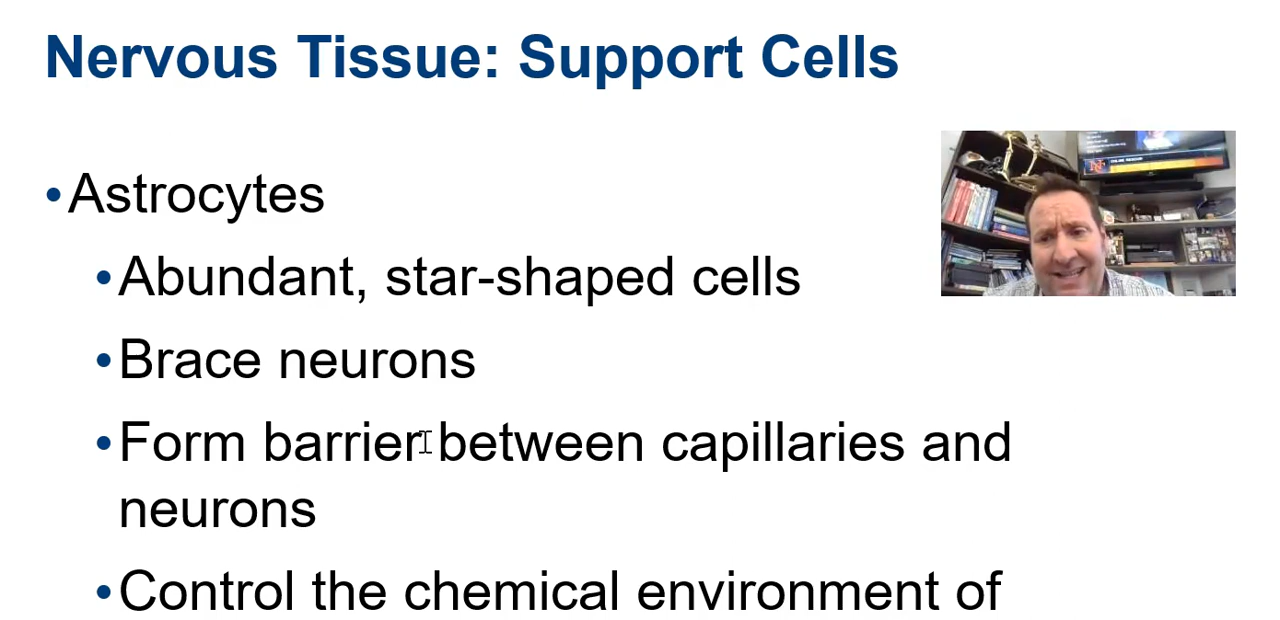 Nervous Tissue: Support Cells
•Astrocytes
•Abundant, star-shaped cells
•Brace neurons
•Form barrier between capillaries and
neurons
•Control the chemical environment of